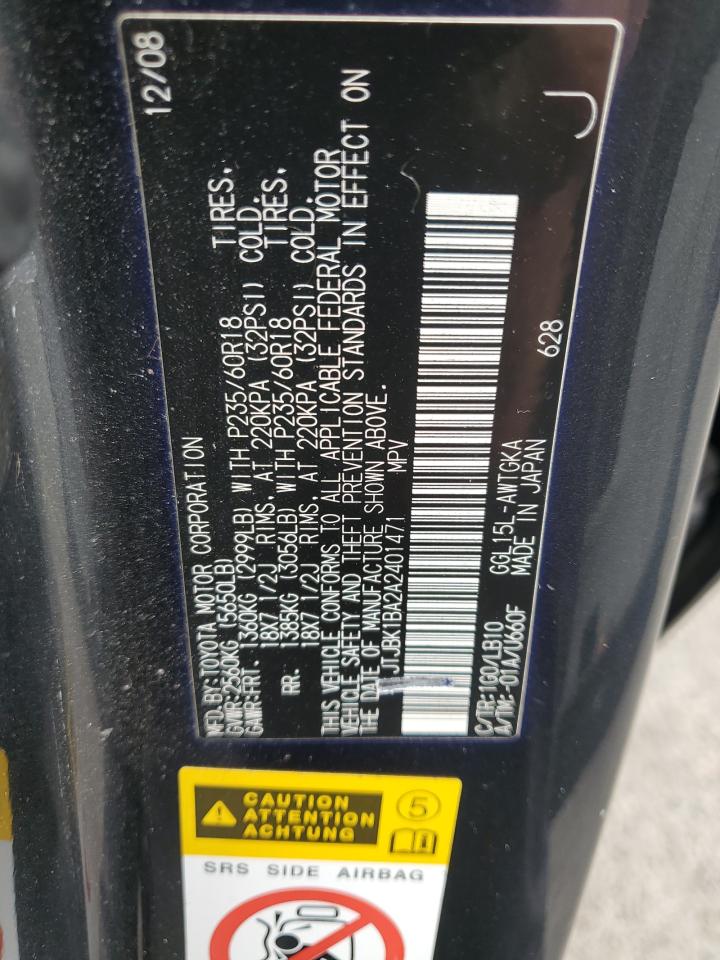 MFD. BY: TOYOTA MOTOR CORPORATION 12/08
GVWR: 2560KG (5650LB)
GAWR: FRT. 1360KG (2999LB) WITH P235/60R18 TIRES,
18X7 1/2J RIMS, AT 220KPA (32PSI) COLD.
RR. 1385KG (3056LB) WITH P235/60R18 TIRES,
18X7 1/2J RIMS, AT 220KPA (32PSI) COLD.
THIS VEHICLE CONFORMS TO ALL APPLICABLE FEDERAL MOTOR
VEHICLE SAFETY AND THEFT PREVENTION STANDARDS IN EFFECT ON
THE DATE OF MANUFACTURE SHOWN ABOVE.
JTJBK1BA2A2401471 MPV
C/TR: 1G0/LB10 GGL15L-AWTGKA 628
A/TM: -01A/U660F MADE IN JAPAN
J
CAUTION
ATTENTION
ACHTUNG
5
SRS SIDE AIRBAG